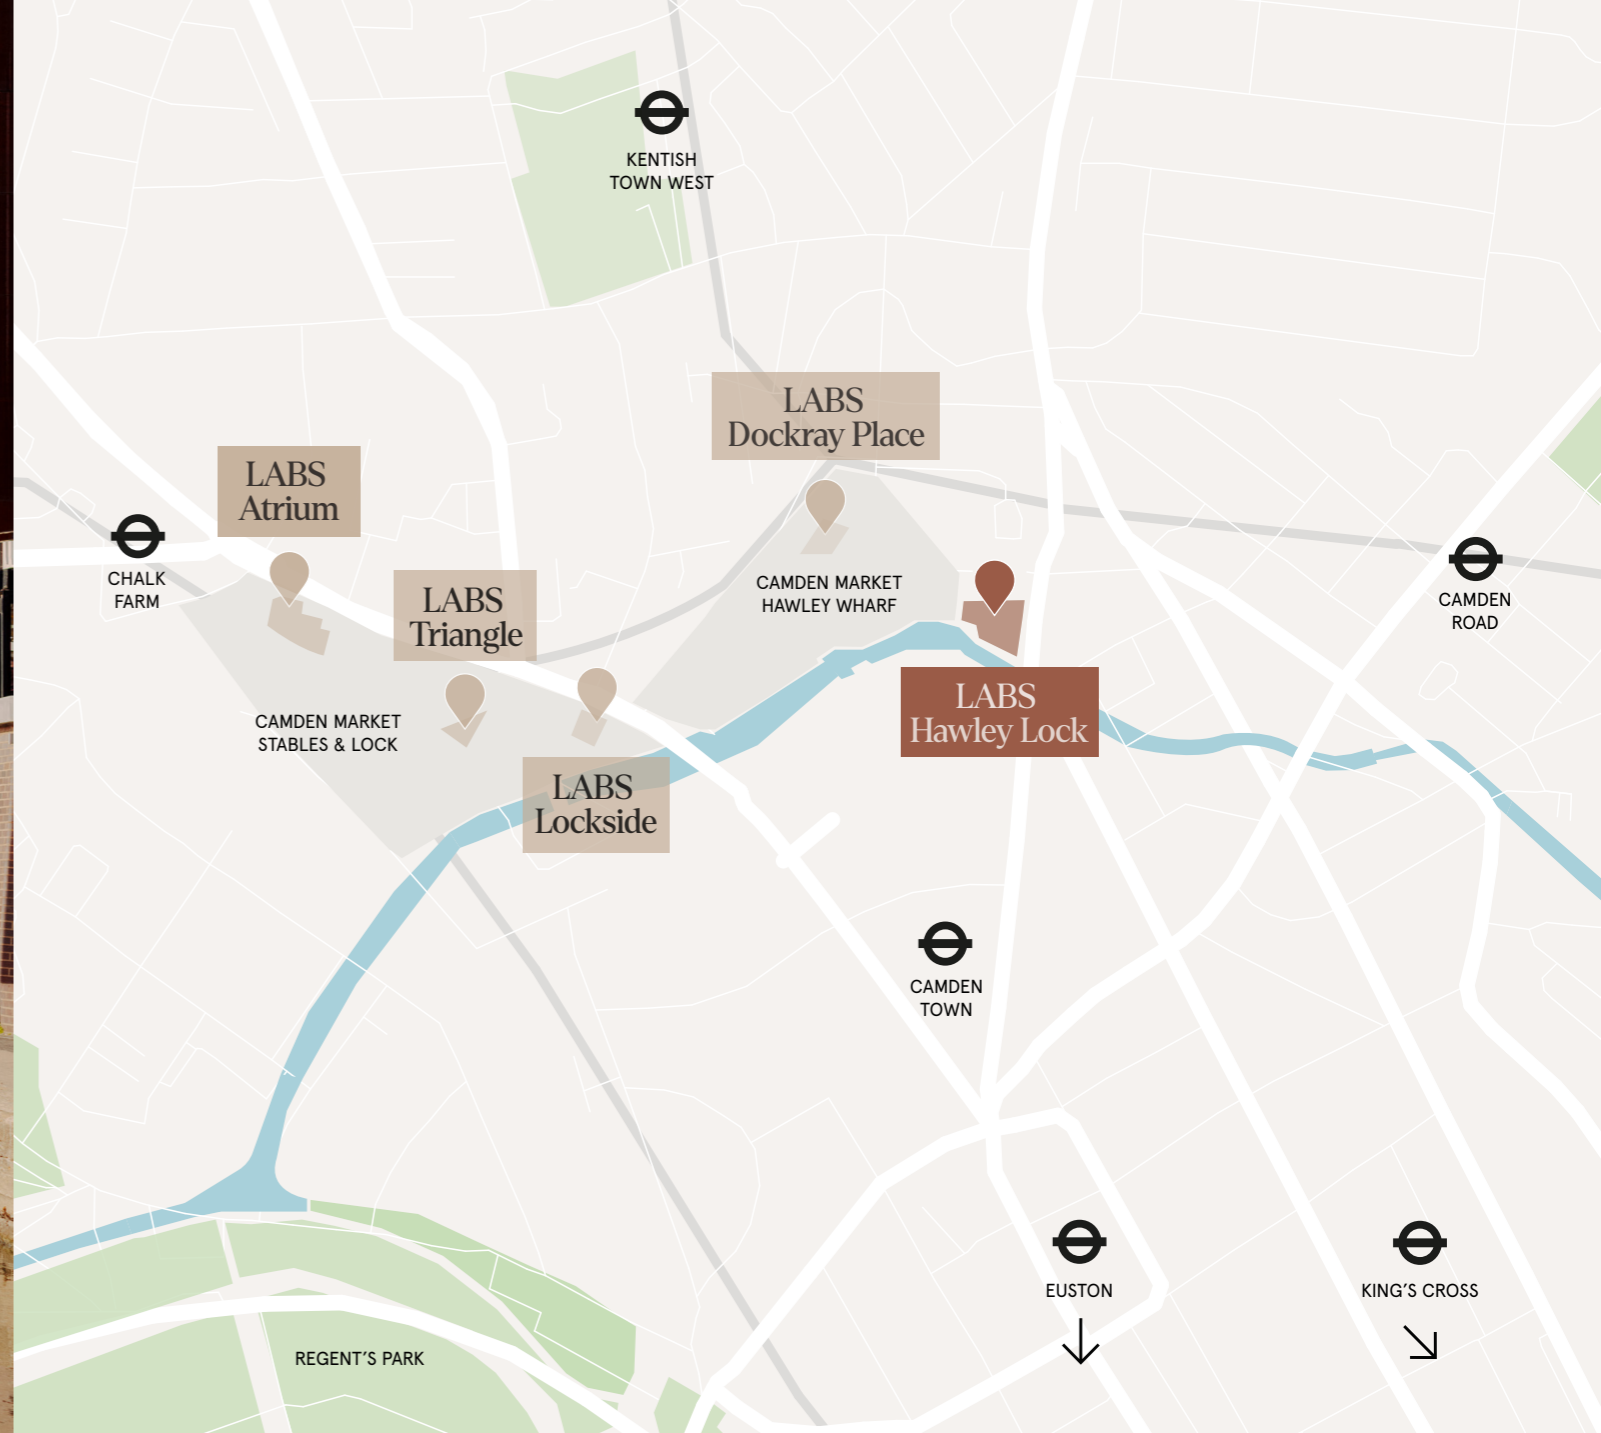 KENTISH
TOWN WEST
LABS
Dockray Place
LABS
Atrium
CHALK
FARM
LABS
Triangle
CAMDEN MARKET
HAWLEY WHARF
CAMDEN
ROAD
CAMDEN MARKET
STABLES & LOCK
LABS
Hawley Lock
LABS
Lockside
CAMDEN
TOWN
EUSTON
KING’S CROSS
REGENT’S PARK